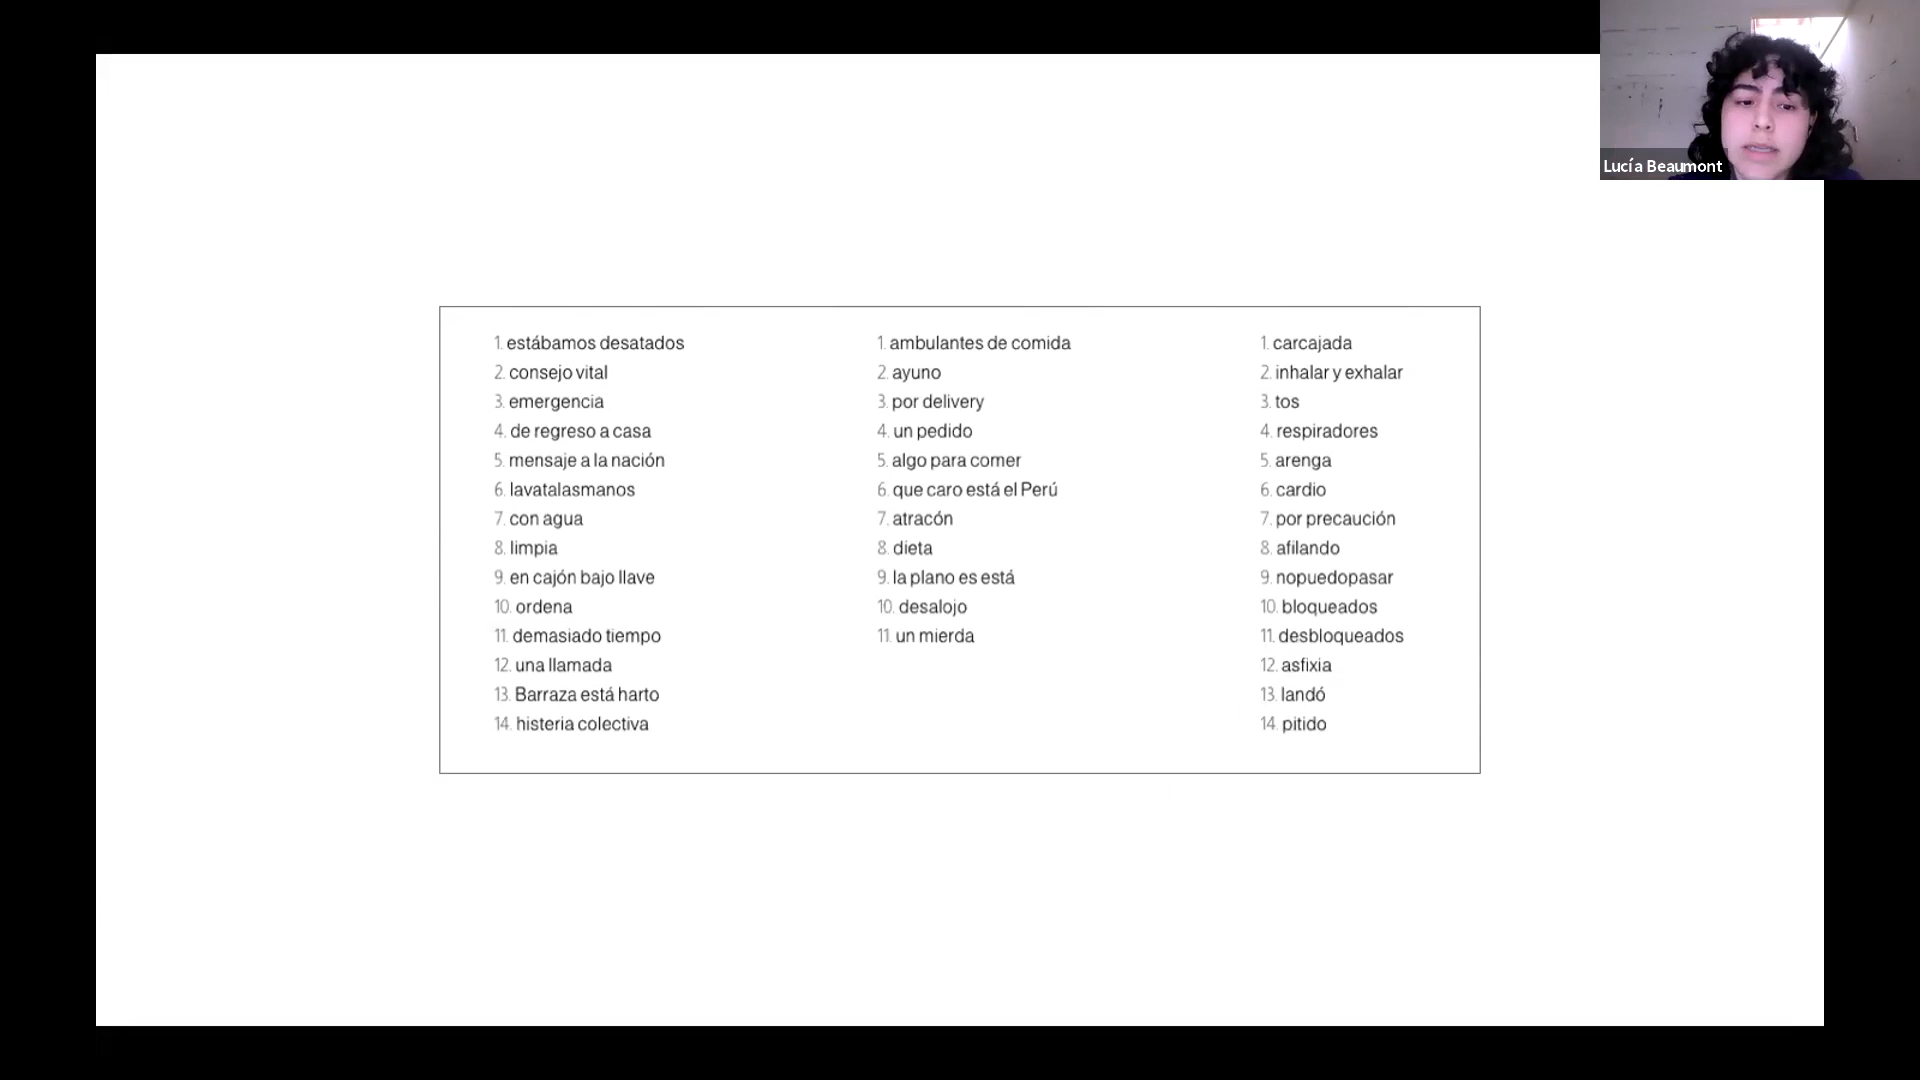 1. estábamos desatados
2. consejo vital
3. emergencia
4. de regreso a casa
5. mensaje a la nación
6. lavatalasmanos
7. con agua
8. limpia
9. en cajón bajo llave
10. ordena
11. demasiado tiempo
12. una llamada
13. Barraza está harto
14. histeria colectiva
1. ambulantes de comida
2. ayuno
3. por delivery
4. un pedido
5. algo para comer
6. que caro está el Perú
7. atracón
8. dieta
9. la plano es está
10. desalojo
11. un mierda
1. carcajada
2. inhalar y exhalar
3. tos
4. respiradores
5. arenga
6. cardio
7. por precaución
8. afilando
9. nopuedopasar
10. bloqueados
11. desbloqueados
12. asfixia
13. landó
14. pitido
Lucía Beaumont